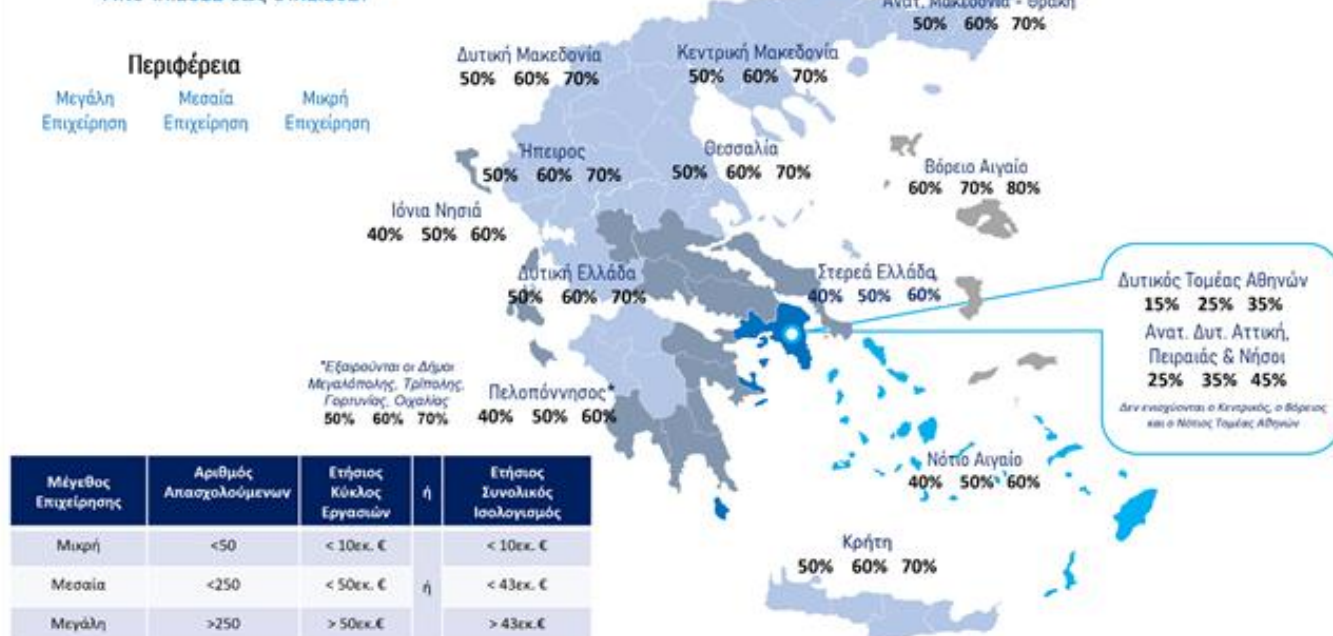 Ανατ. Μακεδονία - Θράκη
50% 60% 70%
Περιφέρεια
Μεγάλη Επιχείρηση
Μεσαία Επιχείρηση
Μικρή Επιχείρηση
Δυτική Μακεδονία
50% 60% 70%
Κεντρική Μακεδονία
50% 60% 70%
Ήπειρος
50% 60% 70%
Θεσσαλία
50% 60% 70%
Βόρειο Αιγαίο
60% 70% 80%
Ιόνια Νησιά
40% 50% 60%
Δυτική Ελλάδα
50% 60% 70%
Στερεά Ελλάδα
40% 50% 60%
Δυτικός Τομέας Αθηνών
15% 25% 35%
Ανατ. Δυτ. Αττική,
Πειραιάς & Νήσοι
25% 35% 45%
Δεν ενισχύονται ο Κεντρικός, ο Βόρειος
και ο Νότιος Τομέας Αθηνών
*Εξαιρούνται οι Δήμοι
Μεγαλόπολης, Τρίπολης,
Γορτυνίας, Οιχαλίας
50% 60% 70%
Πελοπόννησος*
40% 50% 60%
Νότιο Αιγαίο
40% 50% 60%
Κρήτη
50% 60% 70%
Μέγεθος Επιχείρησης Αριθμός Απασχολούμενων Ετήσιος Κύκλος Εργασιών ή Ετήσιος Συνολικός Ισολογισμός
Μικρή <50 < 10εκ. € < 10εκ. €
Μεσαία <250 < 50εκ. € ή < 43εκ. €
Μεγάλη >250 > 50εκ.€ > 43εκ.€